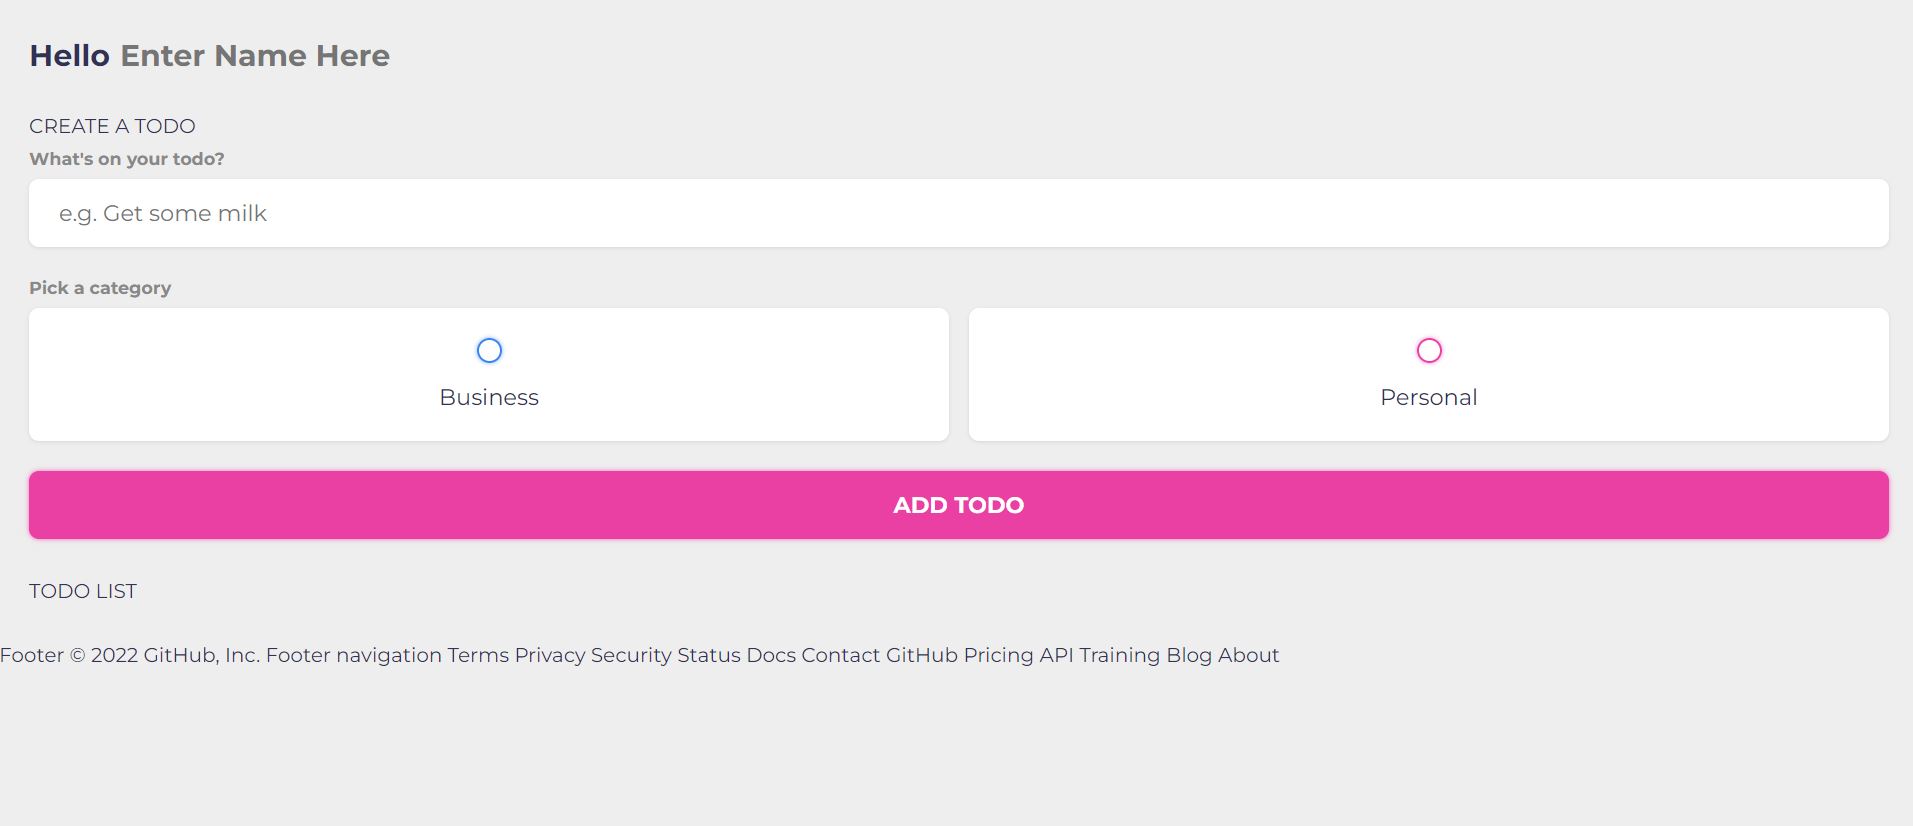 Hello Enter Name Here
CREATE A TODO
What's on your todo?
e.g. Get some milk
Pick a category
Business
Personal
ADD TODO
TODO LIST
Footer © 2022 GitHub, Inc. Footer navigation Terms Privacy Security Status Docs Contact GitHub Pricing API Training Blog About